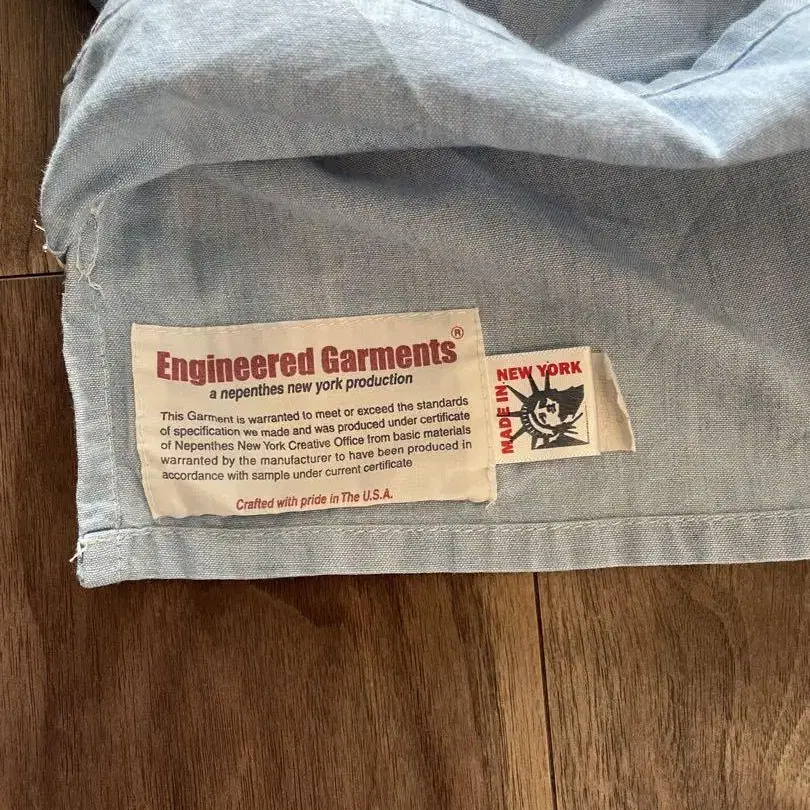 Engineered Garments®
a nepenthes new york production
This Garment is warranted to meet or exceed the standards
of specification we made and was produced under certificate
of Nepenthes New York Creative Office from basic materials
warranted by the manufacturer to have been produced in
accordance with sample under current certificate
Crafted with pride in The U.S.A.
MADE IN NEW YORK